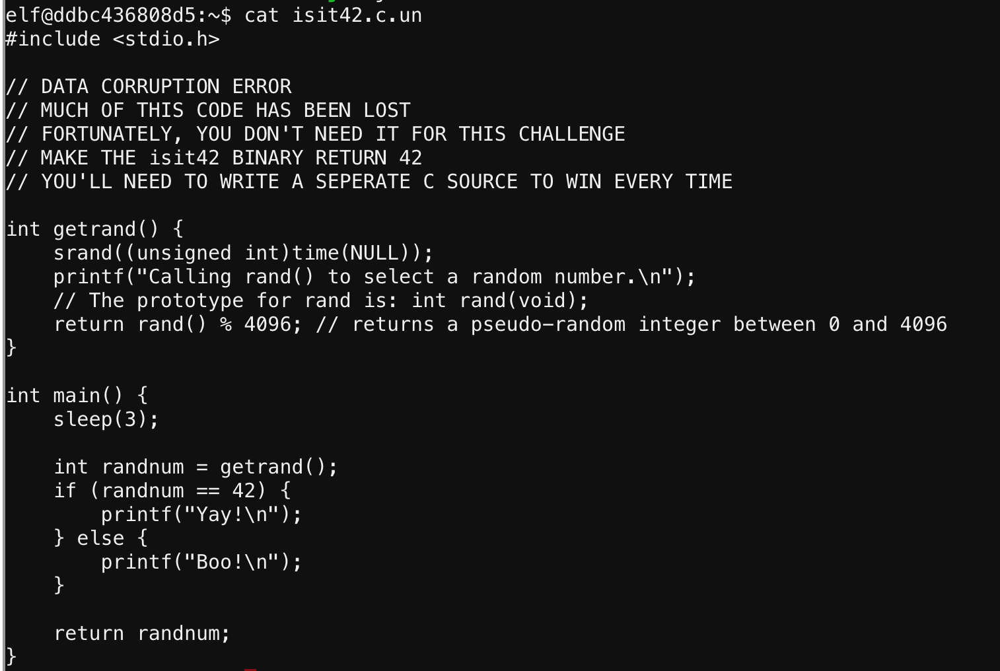 elf@ddbc436808d5:~$ cat isit42.c.un
#include <stdio.h>
// DATA CORRUPTION ERROR
// MUCH OF THIS CODE HAS BEEN LOST
// FORTUNATELY, YOU DON'T NEED IT FOR THIS CHALLENGE
// MAKE THE isit42 BINARY RETURN 42
// YOU'LL NEED TO WRITE A SEPERATE C SOURCE TO WIN EVERY TIME
int getrand() {
    srand((unsigned int)time(NULL));
    printf("Calling rand() to select a random number.\n");
    // The prototype for rand is: int rand(void);
    return rand() % 4096; // returns a pseudo-random integer between 0 and 4096
}
int main() {
    sleep(3);
    int randnum = getrand();
    if (randnum == 42) {
        printf("Yay!\n");
    } else {
        printf("Boo!\n");
    }
    return randnum;
}